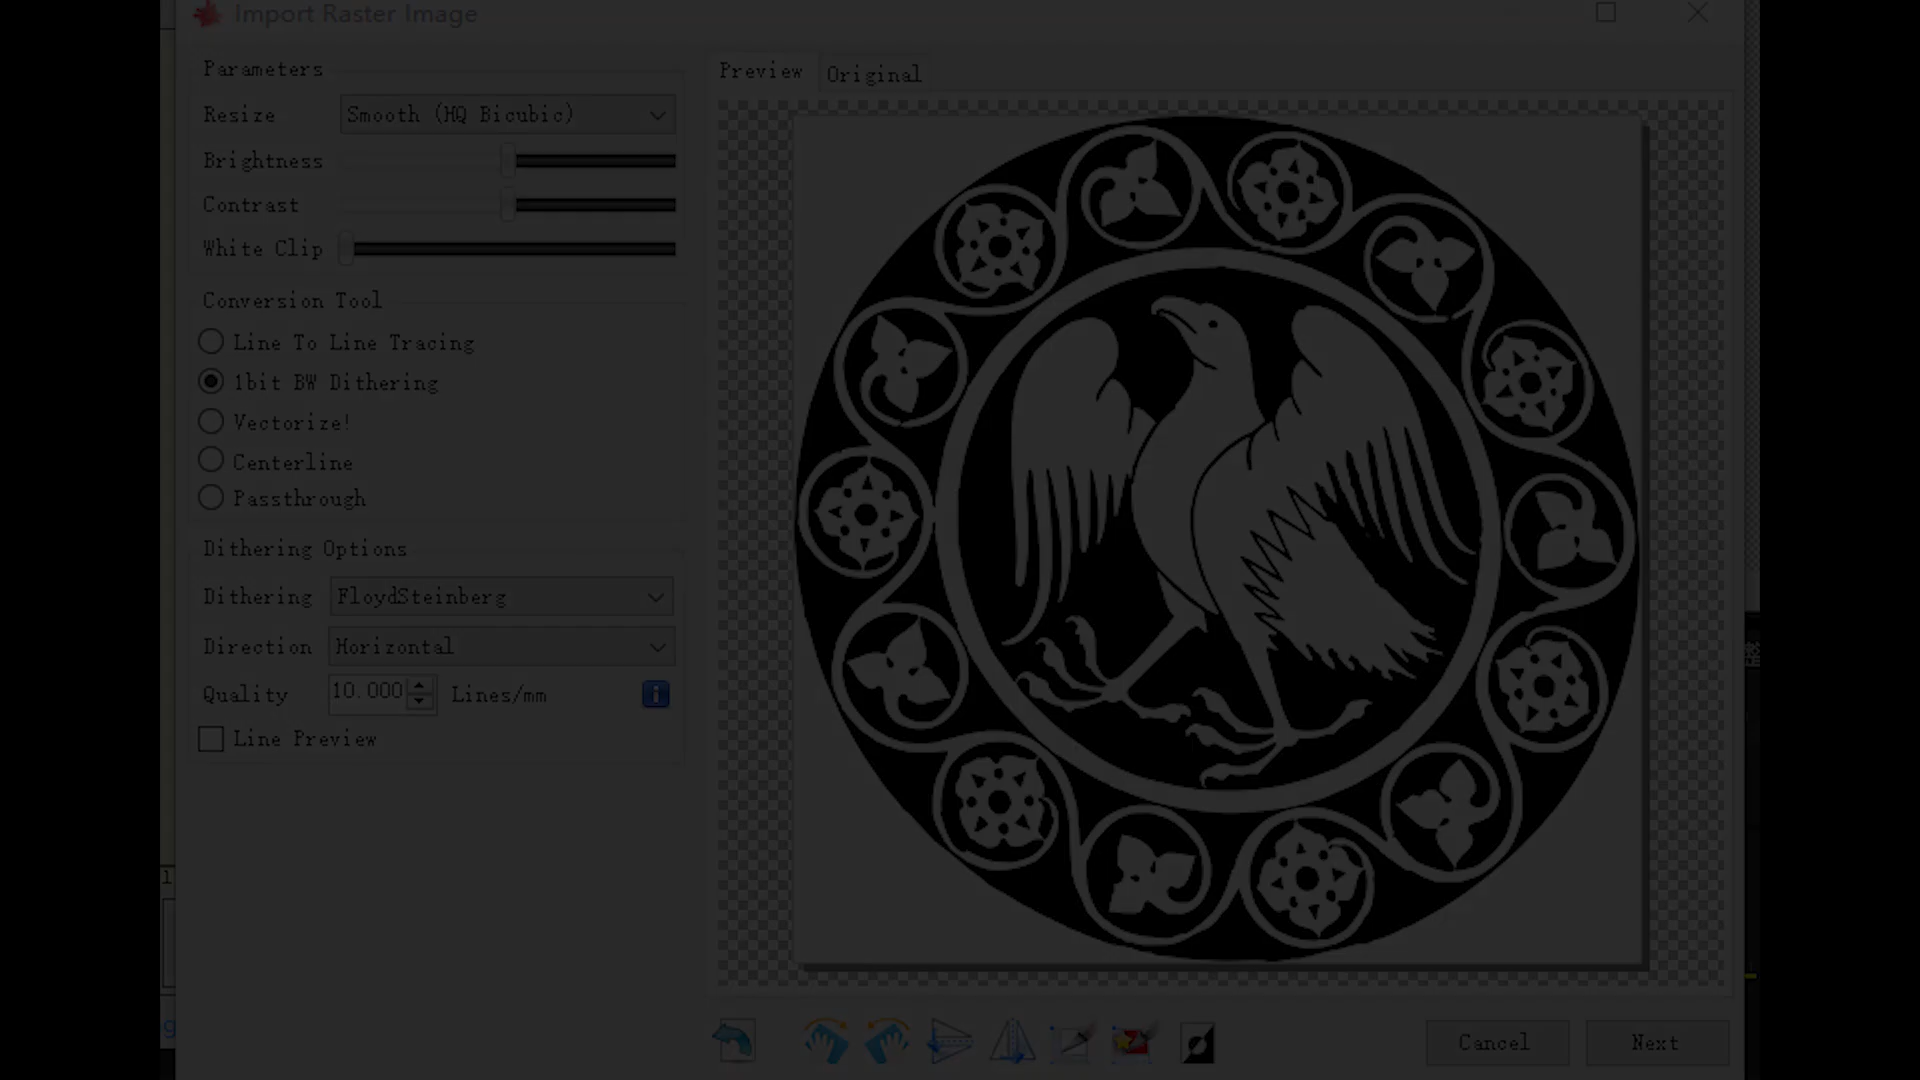 Import Raster Image
Parameters
Preview
Original
Resize
Smooth (HQ Bicubic)
Brightness
Contrast
White Clip
Conversion Tool
Line To Line Tracing
1bit BW Dithering
Vectorize!
Centerline
Passthrough
Dithering Options
Dithering
FloydSteinberg
Direction
Horizontal
Quality
10.000
Lines/mm
Line Preview
Cancel
Next